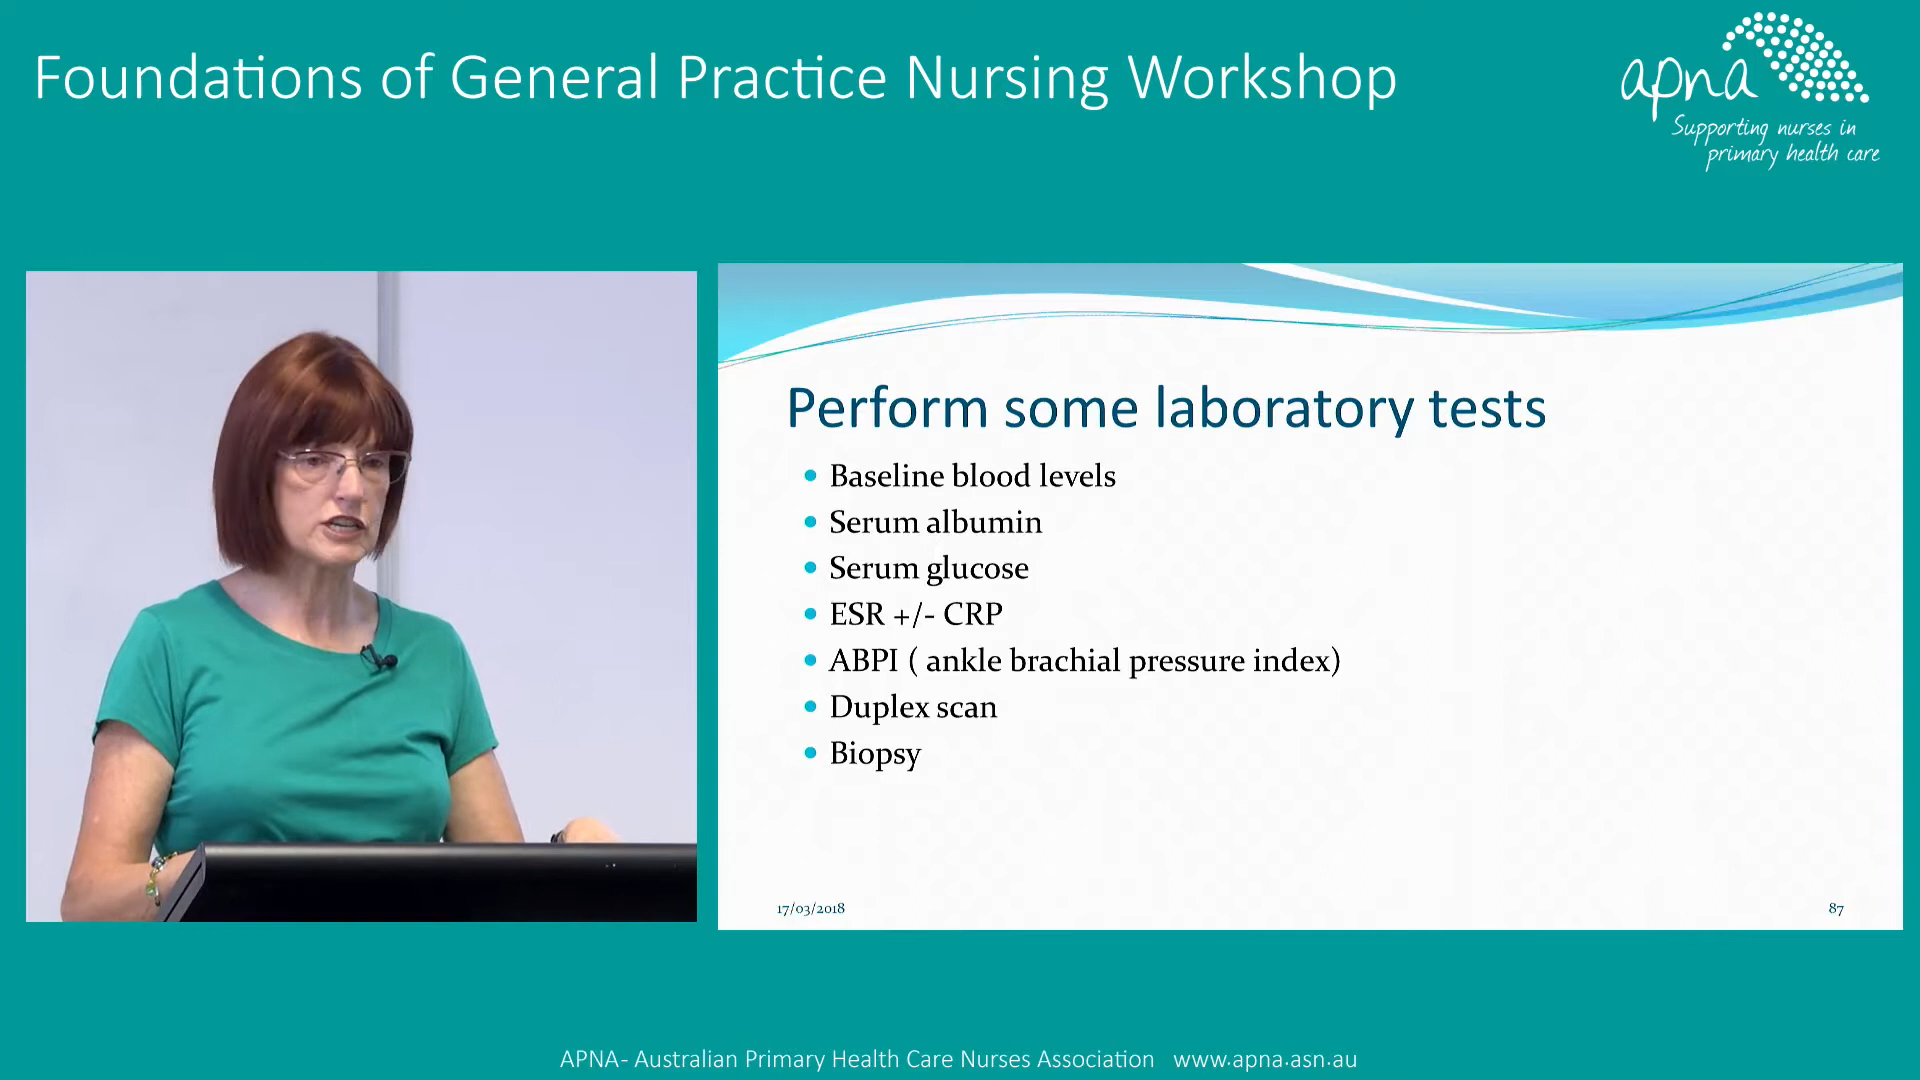 Foundations of General Practice Nursing Workshop
apna
Supporting nurses in
primary health care
Perform some laboratory tests
• Baseline blood levels
• Serum albumin
• Serum glucose
• ESR +/- CRP
• ABPI ( ankle brachial pressure index)
• Duplex scan
• Biopsy
17/03/2018
87
APNA- Australian Primary Health Care Nurses Association www.apna.asn.au